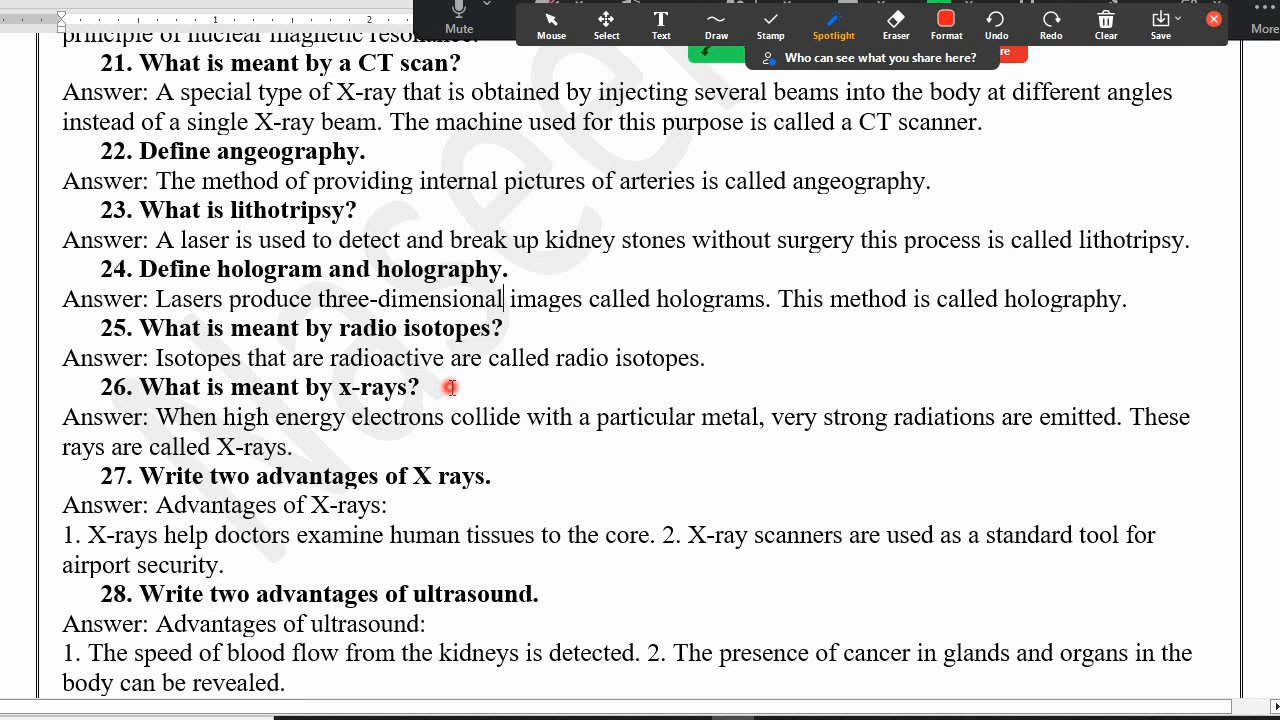 1 2
Mute Mouse Select Text Draw Stamp Spotlight Eraser Format Undo Redo Clear Save More
Who can see what you share here?
principle of nuclear magnetic resonance.
21. What is meant by a CT scan?
Answer: A special type of X-ray that is obtained by injecting several beams into the body at different angles
instead of a single X-ray beam. The machine used for this purpose is called a CT scanner.
22. Define angeography.
Answer: The method of providing internal pictures of arteries is called angeography.
23. What is lithotripsy?
Answer: A laser is used to detect and break up kidney stones without surgery this process is called lithotripsy.
24. Define hologram and holography.
Answer: Lasers produce three-dimensional images called holograms. This method is called holography.
25. What is meant by radio isotopes?
Answer: Isotopes that are radioactive are called radio isotopes.
26. What is meant by x-rays?
Answer: When high energy electrons collide with a particular metal, very strong radiations are emitted. These
rays are called X-rays.
27. Write two advantages of X rays.
Answer: Advantages of X-rays:
1. X-rays help doctors examine human tissues to the core. 2. X-ray scanners are used as a standard tool for
airport security.
28. Write two advantages of ultrasound.
Answer: Advantages of ultrasound:
1. The speed of blood flow from the kidneys is detected. 2. The presence of cancer in glands and organs in the
body can be revealed.